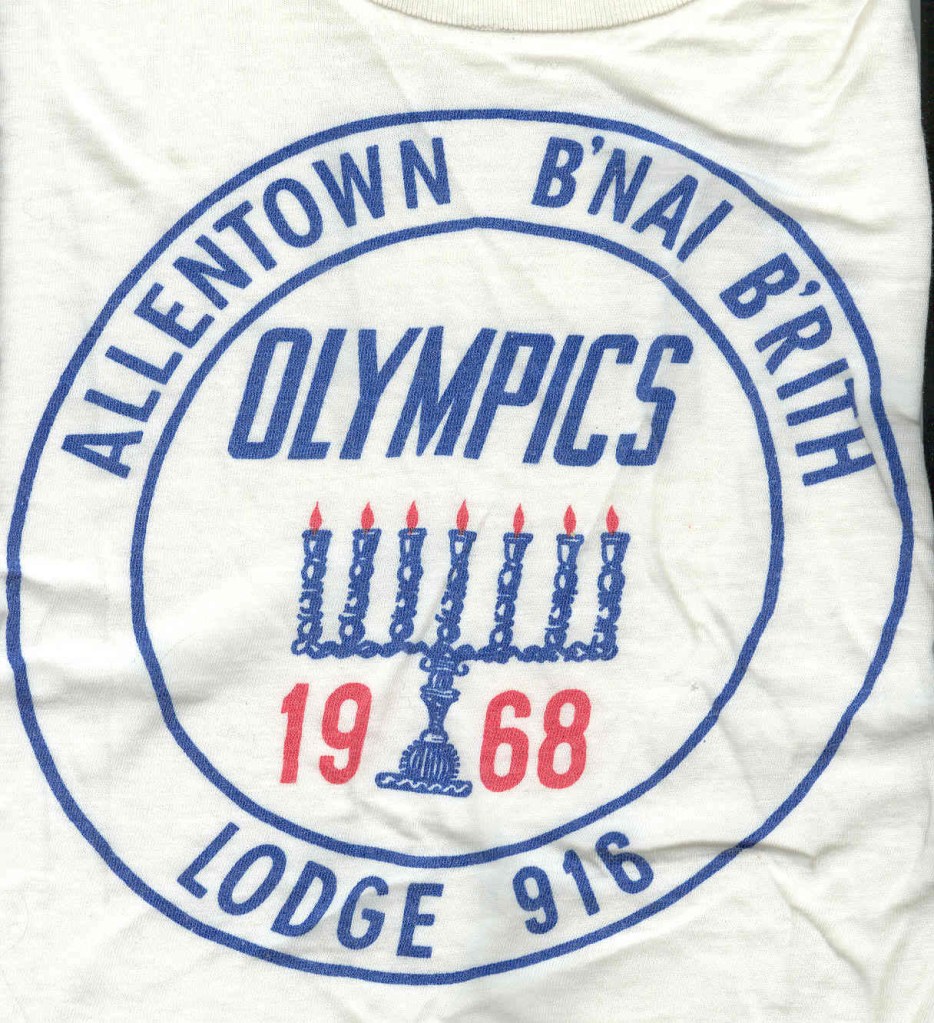 ALLENTOWN B'NAI B'RITH
OLYMPICS
1968
LODGE 916